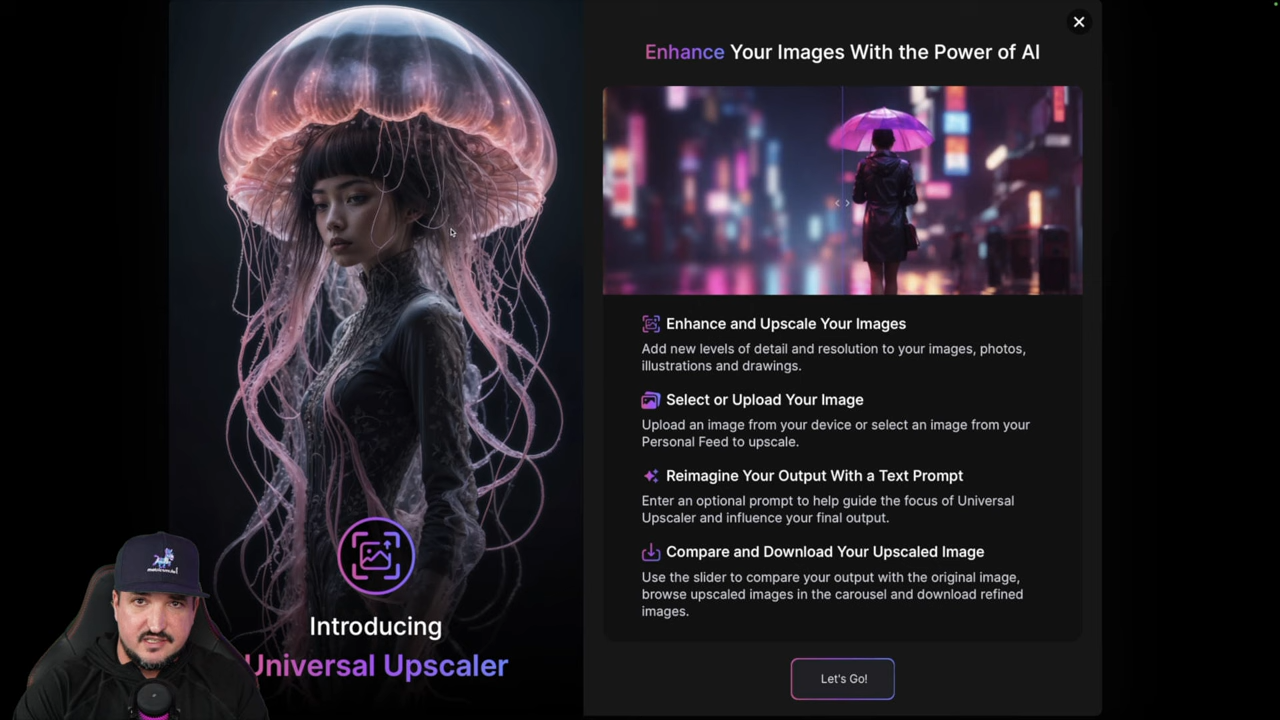 Enhance Your Images With the Power of AI
Enhance and Upscale Your Images
Add new levels of detail and resolution to your images, photos,
illustrations and drawings.
Select or Upload Your Image
Upload an image from your device or select an image from your
Personal Feed to upscale.
Reimagine Your Output With a Text Prompt
Enter an optional prompt to help guide the focus of Universal
Upscaler and influence your final output.
Compare and Download Your Upscaled Image
Use the slider to compare your output with the original image,
browse upscaled images in the carousel and download refined
images.
Let's Go!
Introducing
Universal Upscaler